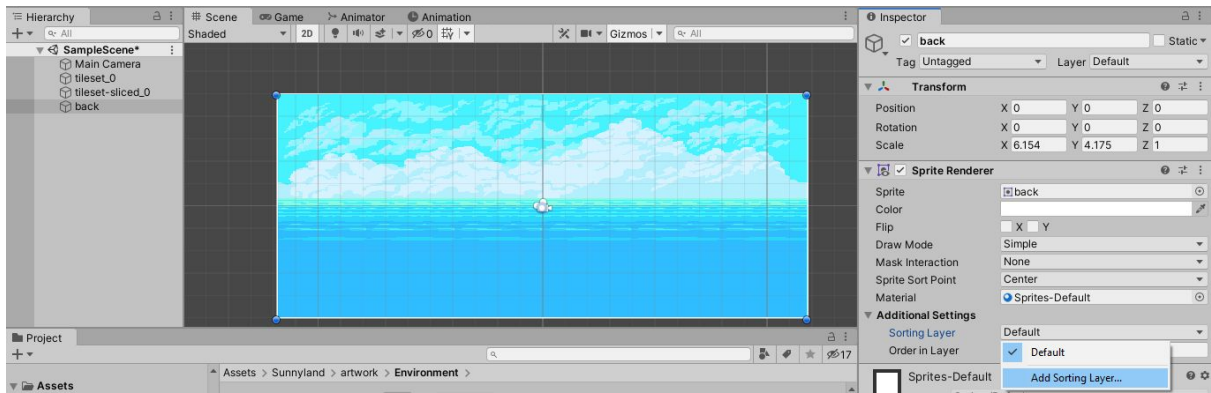 Hierarchy
All
SampleScene*
Main Camera
tileset_0
tileset-sliced_0
back
Scene Game Animator Animation
Shaded 2D 0 Gizmos All
Project
17
Assets > Sunnyland > artwork > Environment >
Assets
Inspector
back Static
Tag Untagged Layer Default
Transform
Position X 0 Y 0 Z 0
Rotation X 0 Y 0 Z 0
Scale X 6.154 Y 4.175 Z 1
Sprite Renderer
Sprite back
Color
Flip X Y
Draw Mode Simple
Mask Interaction None
Sprite Sort Point Center
Material Sprites-Default
Additional Settings
Sorting Layer Default
Order in Layer
Default
Add Sorting Layer...
Sprites-Default